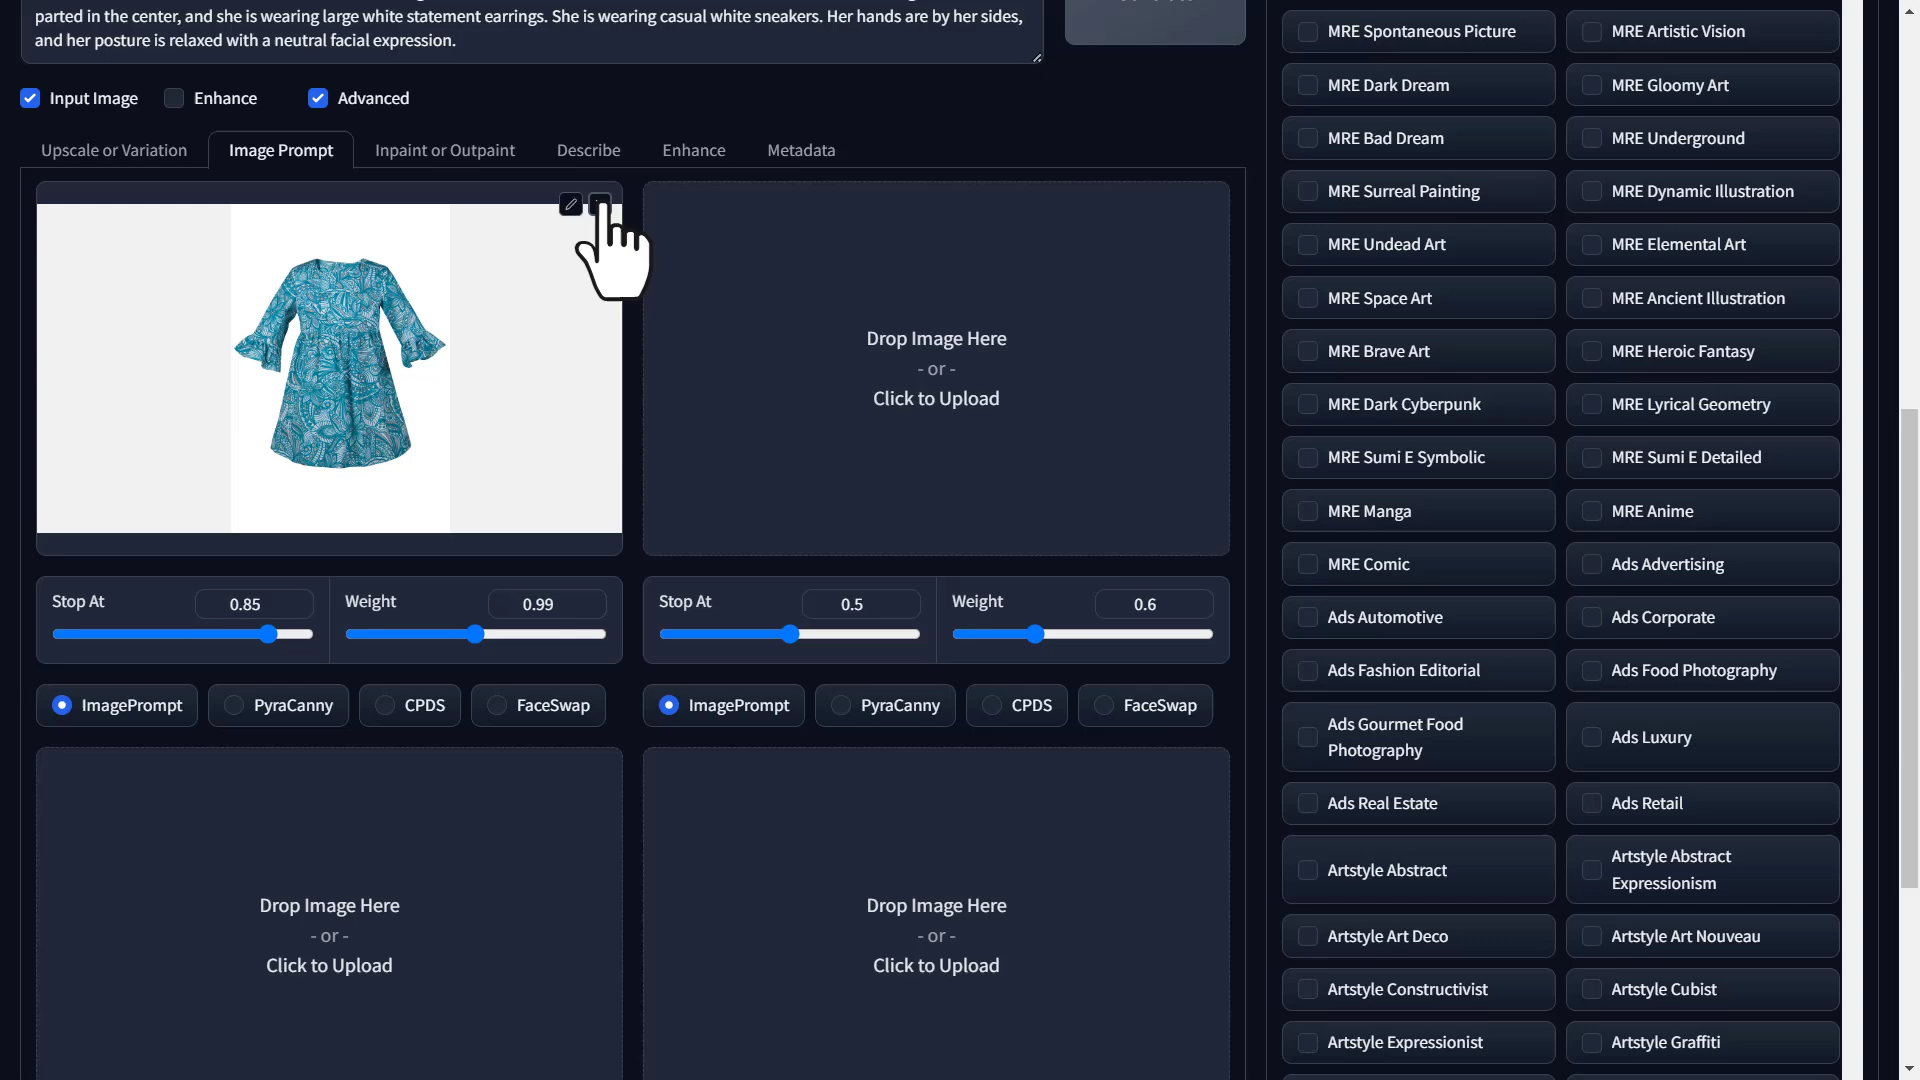 parted in the center, and she is wearing large white statement earrings. She is wearing casual white sneakers. Her hands are by her sides,
and her posture is relaxed with a neutral facial expression.
Input Image
Enhance
Advanced
Upscale or Variation
Image Prompt
Inpaint or Outpaint
Describe
Enhance
Metadata
Drop Image Here
- or -
Click to Upload
Stop At
0.85
Weight
0.99
Stop At
0.5
Weight
0.6
ImagePrompt
PyraCanny
CPDS
FaceSwap
ImagePrompt
PyraCanny
CPDS
FaceSwap
Drop Image Here
- or -
Click to Upload
Drop Image Here
- or -
Click to Upload
MRE Spontaneous Picture
MRE Artistic Vision
MRE Dark Dream
MRE Gloomy Art
MRE Bad Dream
MRE Underground
MRE Surreal Painting
MRE Dynamic Illustration
MRE Undead Art
MRE Elemental Art
MRE Space Art
MRE Ancient Illustration
MRE Brave Art
MRE Heroic Fantasy
MRE Dark Cyberpunk
MRE Lyrical Geometry
MRE Sumi E Symbolic
MRE Sumi E Detailed
MRE Manga
MRE Anime
MRE Comic
Ads Advertising
Ads Automotive
Ads Corporate
Ads Fashion Editorial
Ads Food Photography
Ads Gourmet Food
Photography
Ads Luxury
Ads Real Estate
Ads Retail
Artstyle Abstract
Artstyle Abstract
Expressionism
Artstyle Art Deco
Artstyle Art Nouveau
Artstyle Constructivist
Artstyle Cubist
Artstyle Expressionist
Artstyle Graffiti